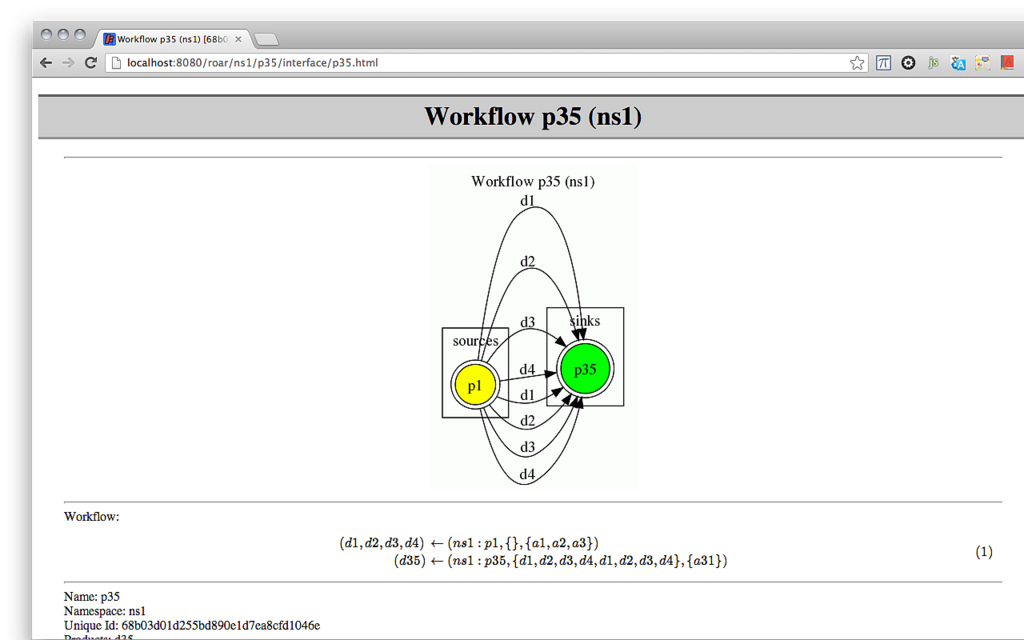 Workflow p35 (ns1) [68b0
localhost:8080/roar/ns1/p35/interface/p35.html
π
js
A
Workflow p35 (ns1)
Workflow p35 (ns1)
d1
d2
d3
sinks
sources
d4
p35
p1
d1
d2
d3
d4
Workflow:
(d1, d2, d3, d4) ← (ns1 : p1, {}, {a1, a2, a3})
(d35) ← (ns1 : p35, {d1, d2, d3, d4, d1, d2, d3, d4}, {a31})
(1)
Name: p35
Namespace: ns1
Unique Id: 68b03d01d255bd890e1d7ea8cfd1046e
Products: d35